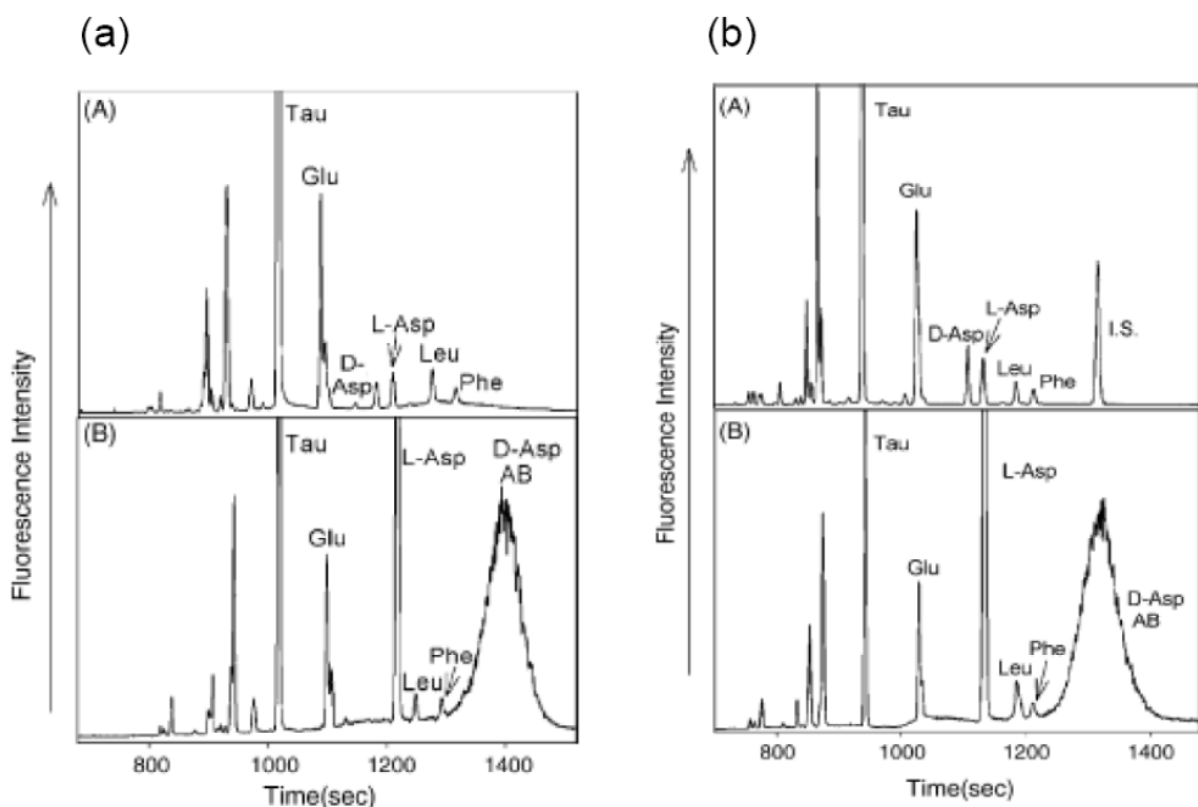 (a)
(A)
Tau
Glu
D-
Asp
L-Asp
Leu
Phe
(B)
Tau
Glu
L-Asp
Leu
Phe
D-Asp
AB
Fluorescence Intensity
800 1000 1200 1400
Time(sec)
(b)
(A)
Tau
Glu
D-Asp
L-Asp
Leu
Phe
I.S.
(B)
Tau
Glu
L-Asp
Leu
Phe
D-Asp
AB
Fluorescence Intensity
800 1000 1200 1400
Time(sec)